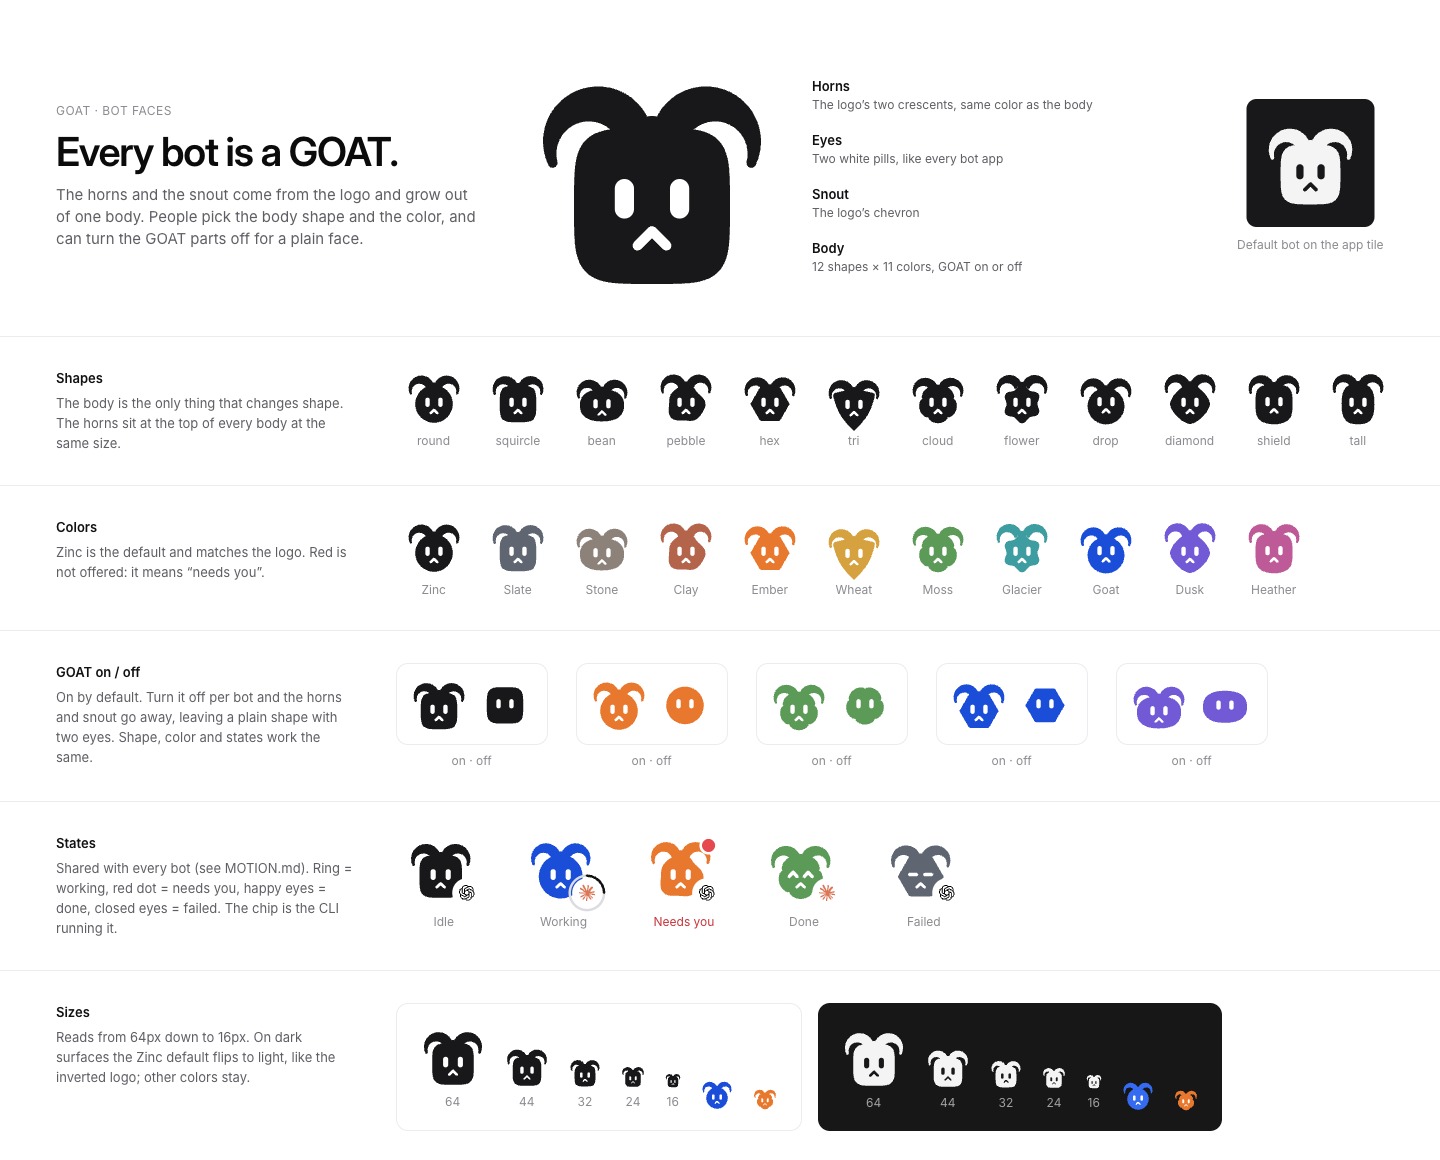 GOAT · BOT FACES
Every bot is a GOAT.
The horns and the snout come from the logo and grow out
of one body. People pick the body shape and the color, and
can turn the GOAT parts off for a plain face.
Horns
The logo’s two crescents, same color as the body
Eyes
Two white pills, like every bot app
Snout
The logo’s chevron
Body
12 shapes × 11 colors, GOAT on or off
Default bot on the app tile
Shapes
The body is the only thing that changes shape.
The horns sit at the top of every body at the
same size.
round squircle bean pebble hex tri cloud flower drop diamond shield tall
Colors
Zinc is the default and matches the logo. Red is
not offered: it means “needs you”.
Zinc Slate Stone Clay Ember Wheat Moss Glacier Goat Dusk Heather
GOAT on / off
On by default. Turn it off per bot and the horns
and snout go away, leaving a plain shape with
two eyes. Shape, color and states work the
same.
on · off on · off on · off on · off on · off
States
Shared with every bot (see MOTION.md). Ring =
working, red dot = needs you, happy eyes =
done, closed eyes = failed. The chip is the CLI
running it.
Idle Working Needs you Done Failed
Sizes
Reads from 64px down to 16px. On dark
surfaces the Zinc default flips to light, like the
inverted logo; other colors stay.
64 44 32 24 16
64 44 32 24 16